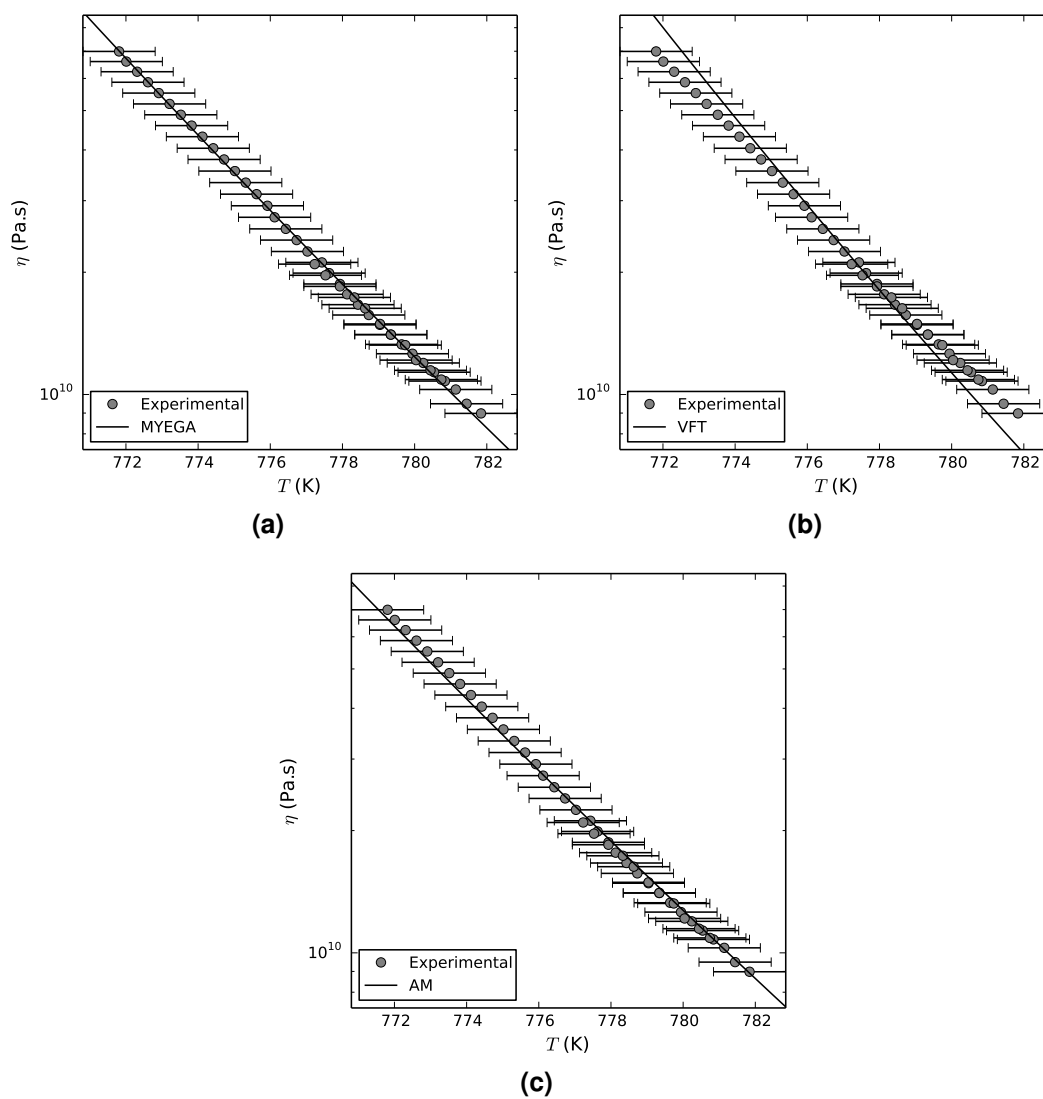 η (Pa.s)
10¹⁰
Experimental
MYEGA
772 774 776 778 780 782
T (K)
(a)
η (Pa.s)
10¹⁰
Experimental
VFT
772 774 776 778 780 782
T (K)
(b)
η (Pa.s)
10¹⁰
Experimental
AM
772 774 776 778 780 782
T (K)
(c)